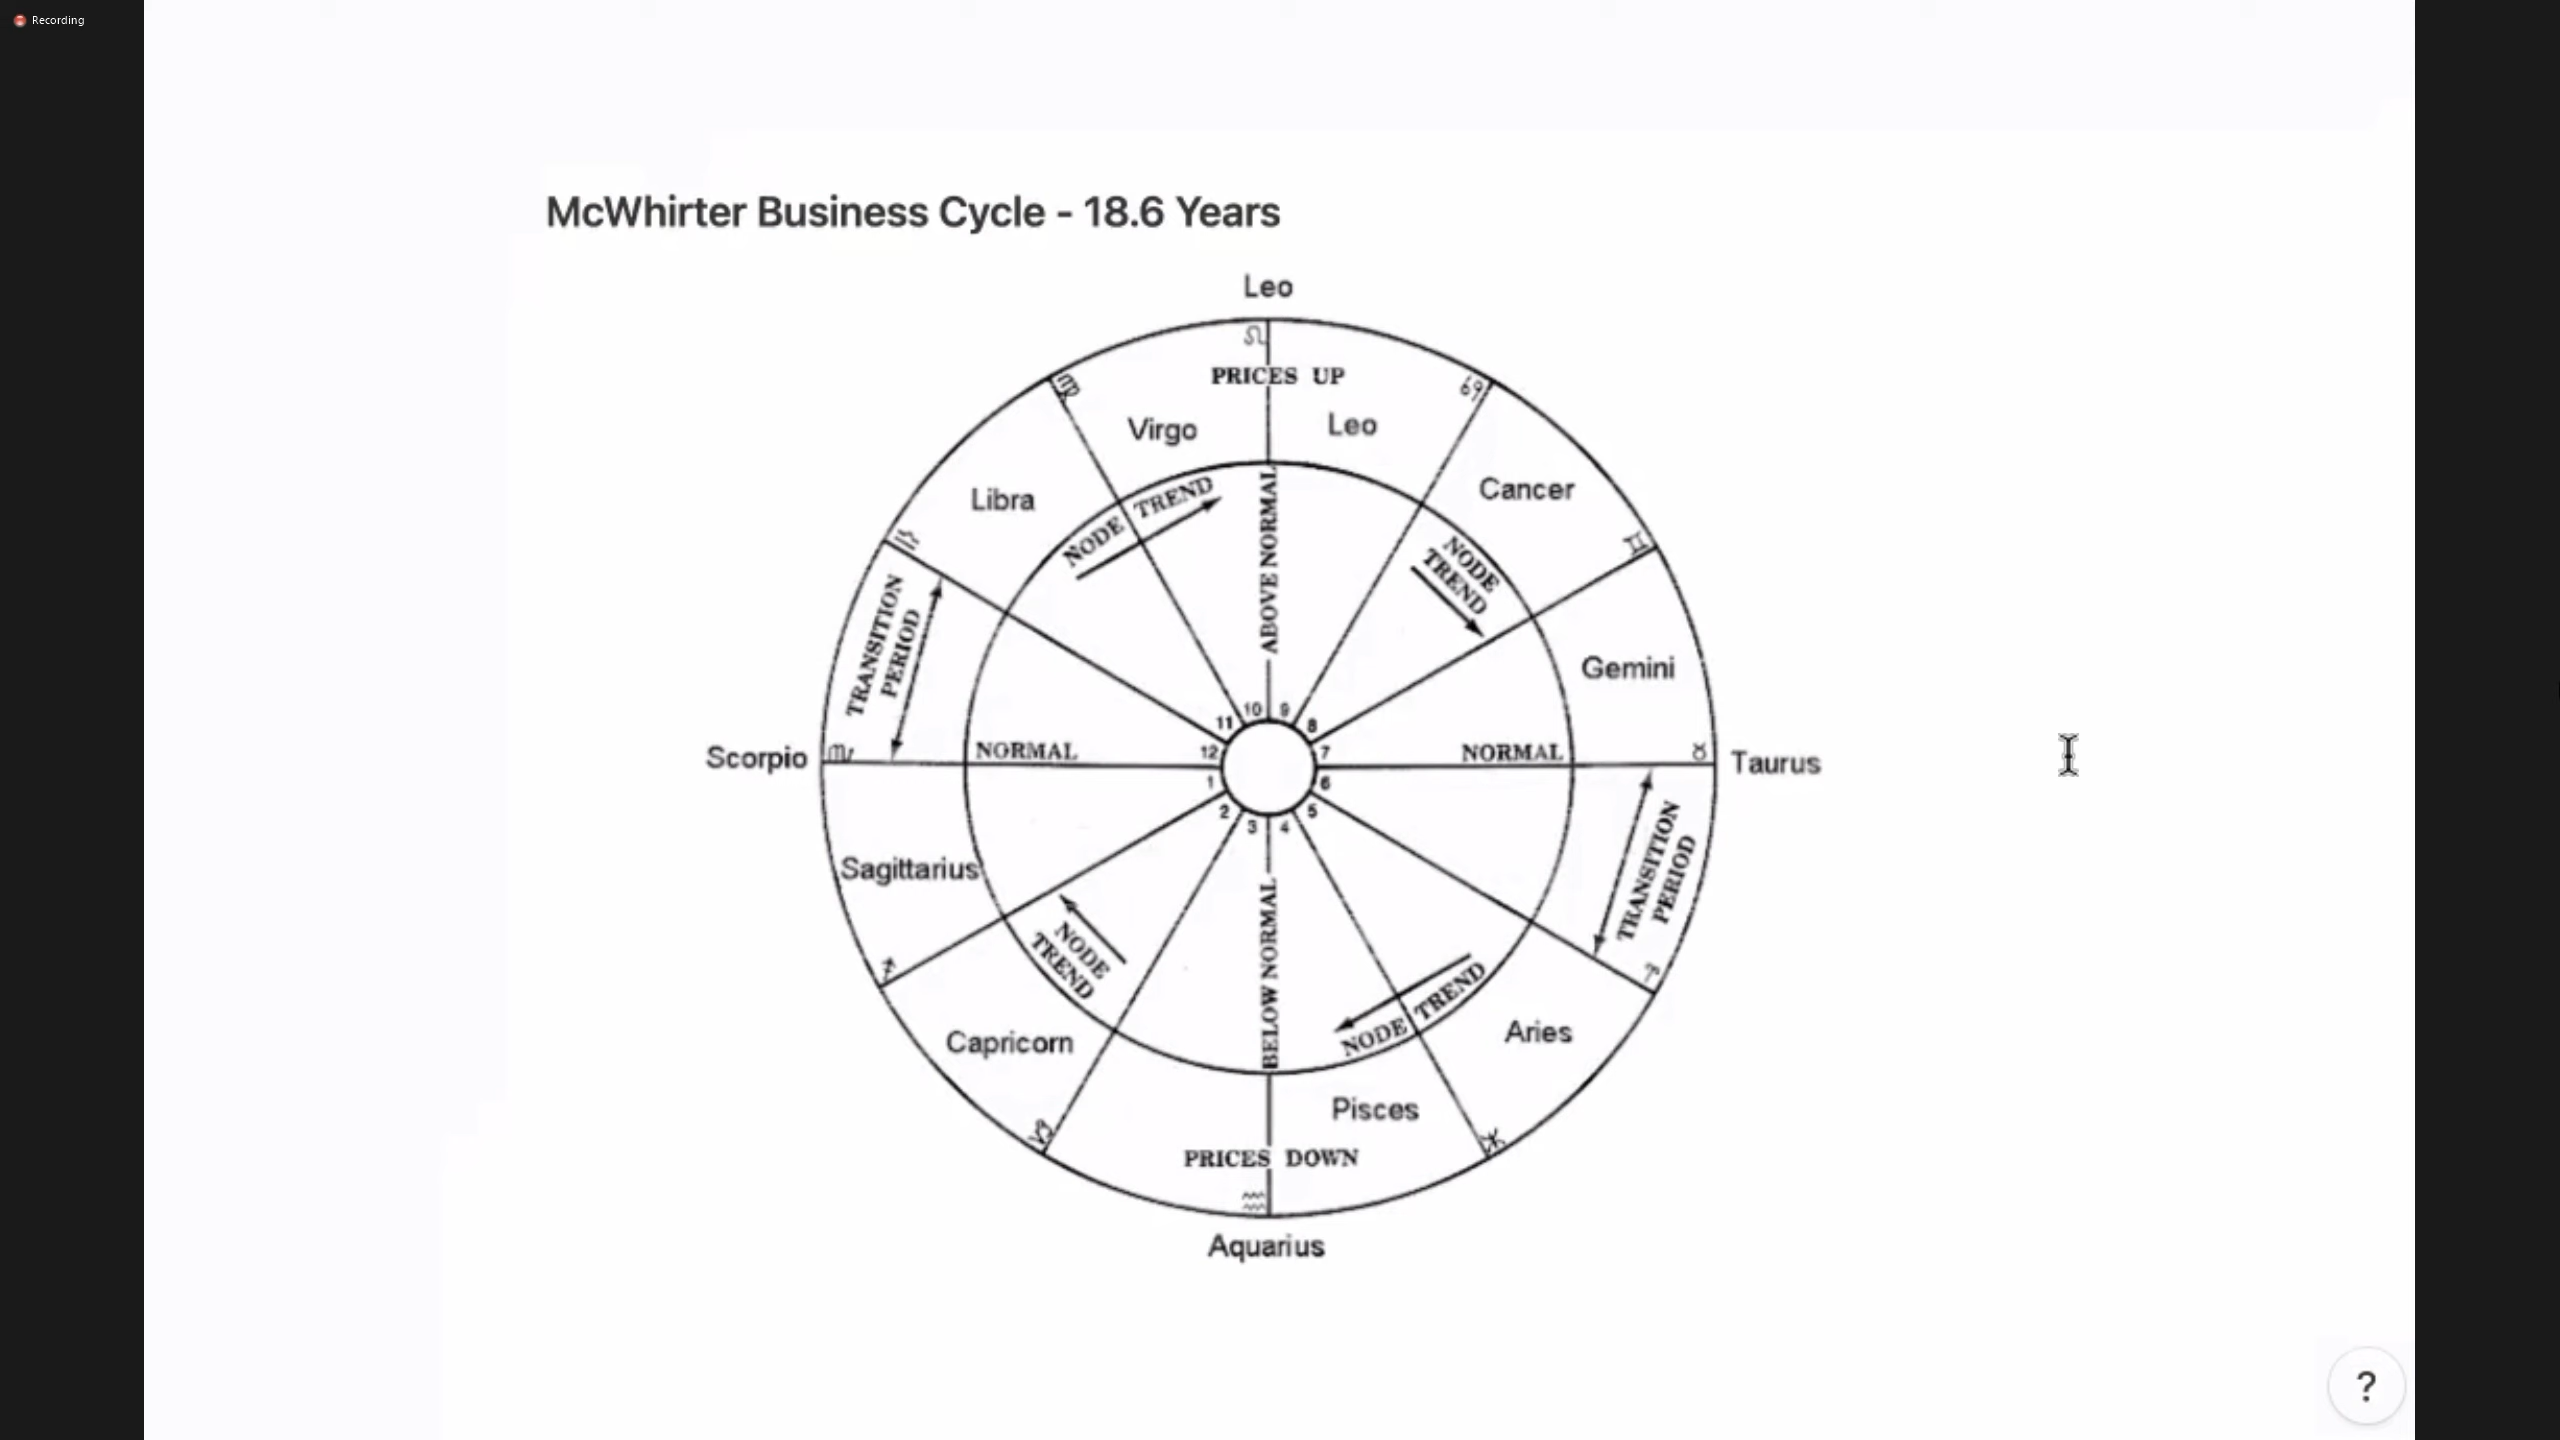 Recording
McWhirter Business Cycle - 18.6 Years
Leo
♌
PRICES UP
♍
♋
Virgo
Leo
Libra
Cancer
NODE TREND
ABOVE NORMAL
NODE
TREND
♎
♊
TRANSITION
PERIOD
Gemini
10
9
11
8
12
7
Scorpio
♏
NORMAL
NORMAL
♉
Taurus
1
6
2
5
3
4
Sagittarius
TRANSITION
PERIOD
BELOW NORMAL
NODE
TREND
NODE TREND
♐
♈
Capricorn
Aries
Pisces
♑
♓
PRICES DOWN
♒
Aquarius
?